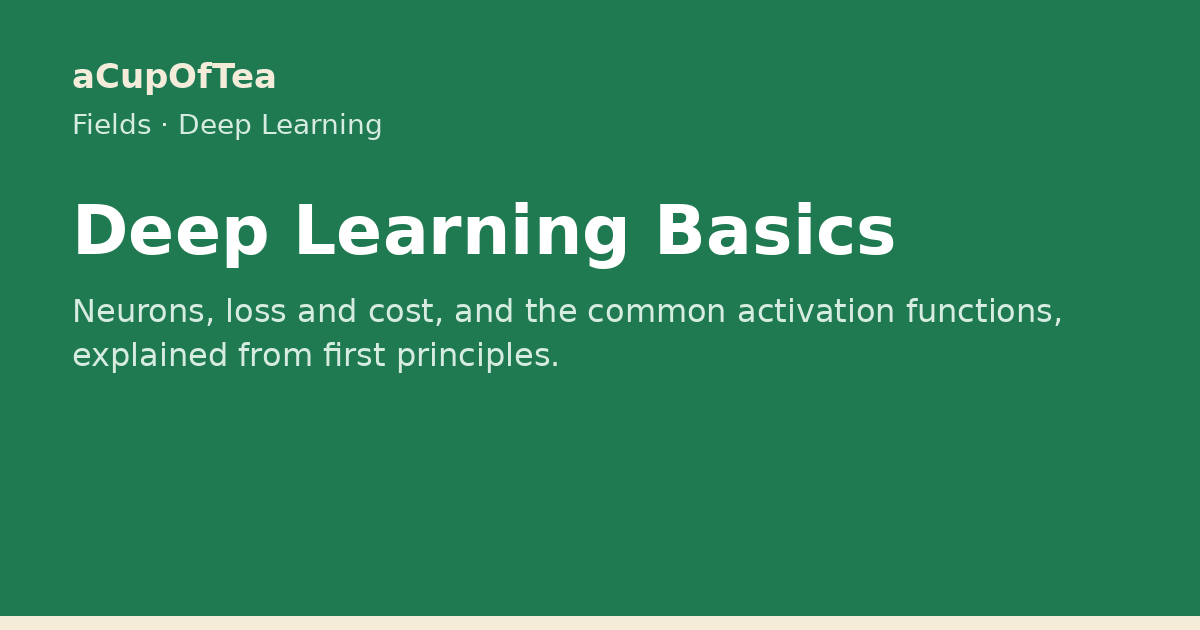 aCupOfTea
Fields · Deep Learning
Deep Learning Basics
Neurons, loss and cost, and the common activation functions,
explained from first principles.